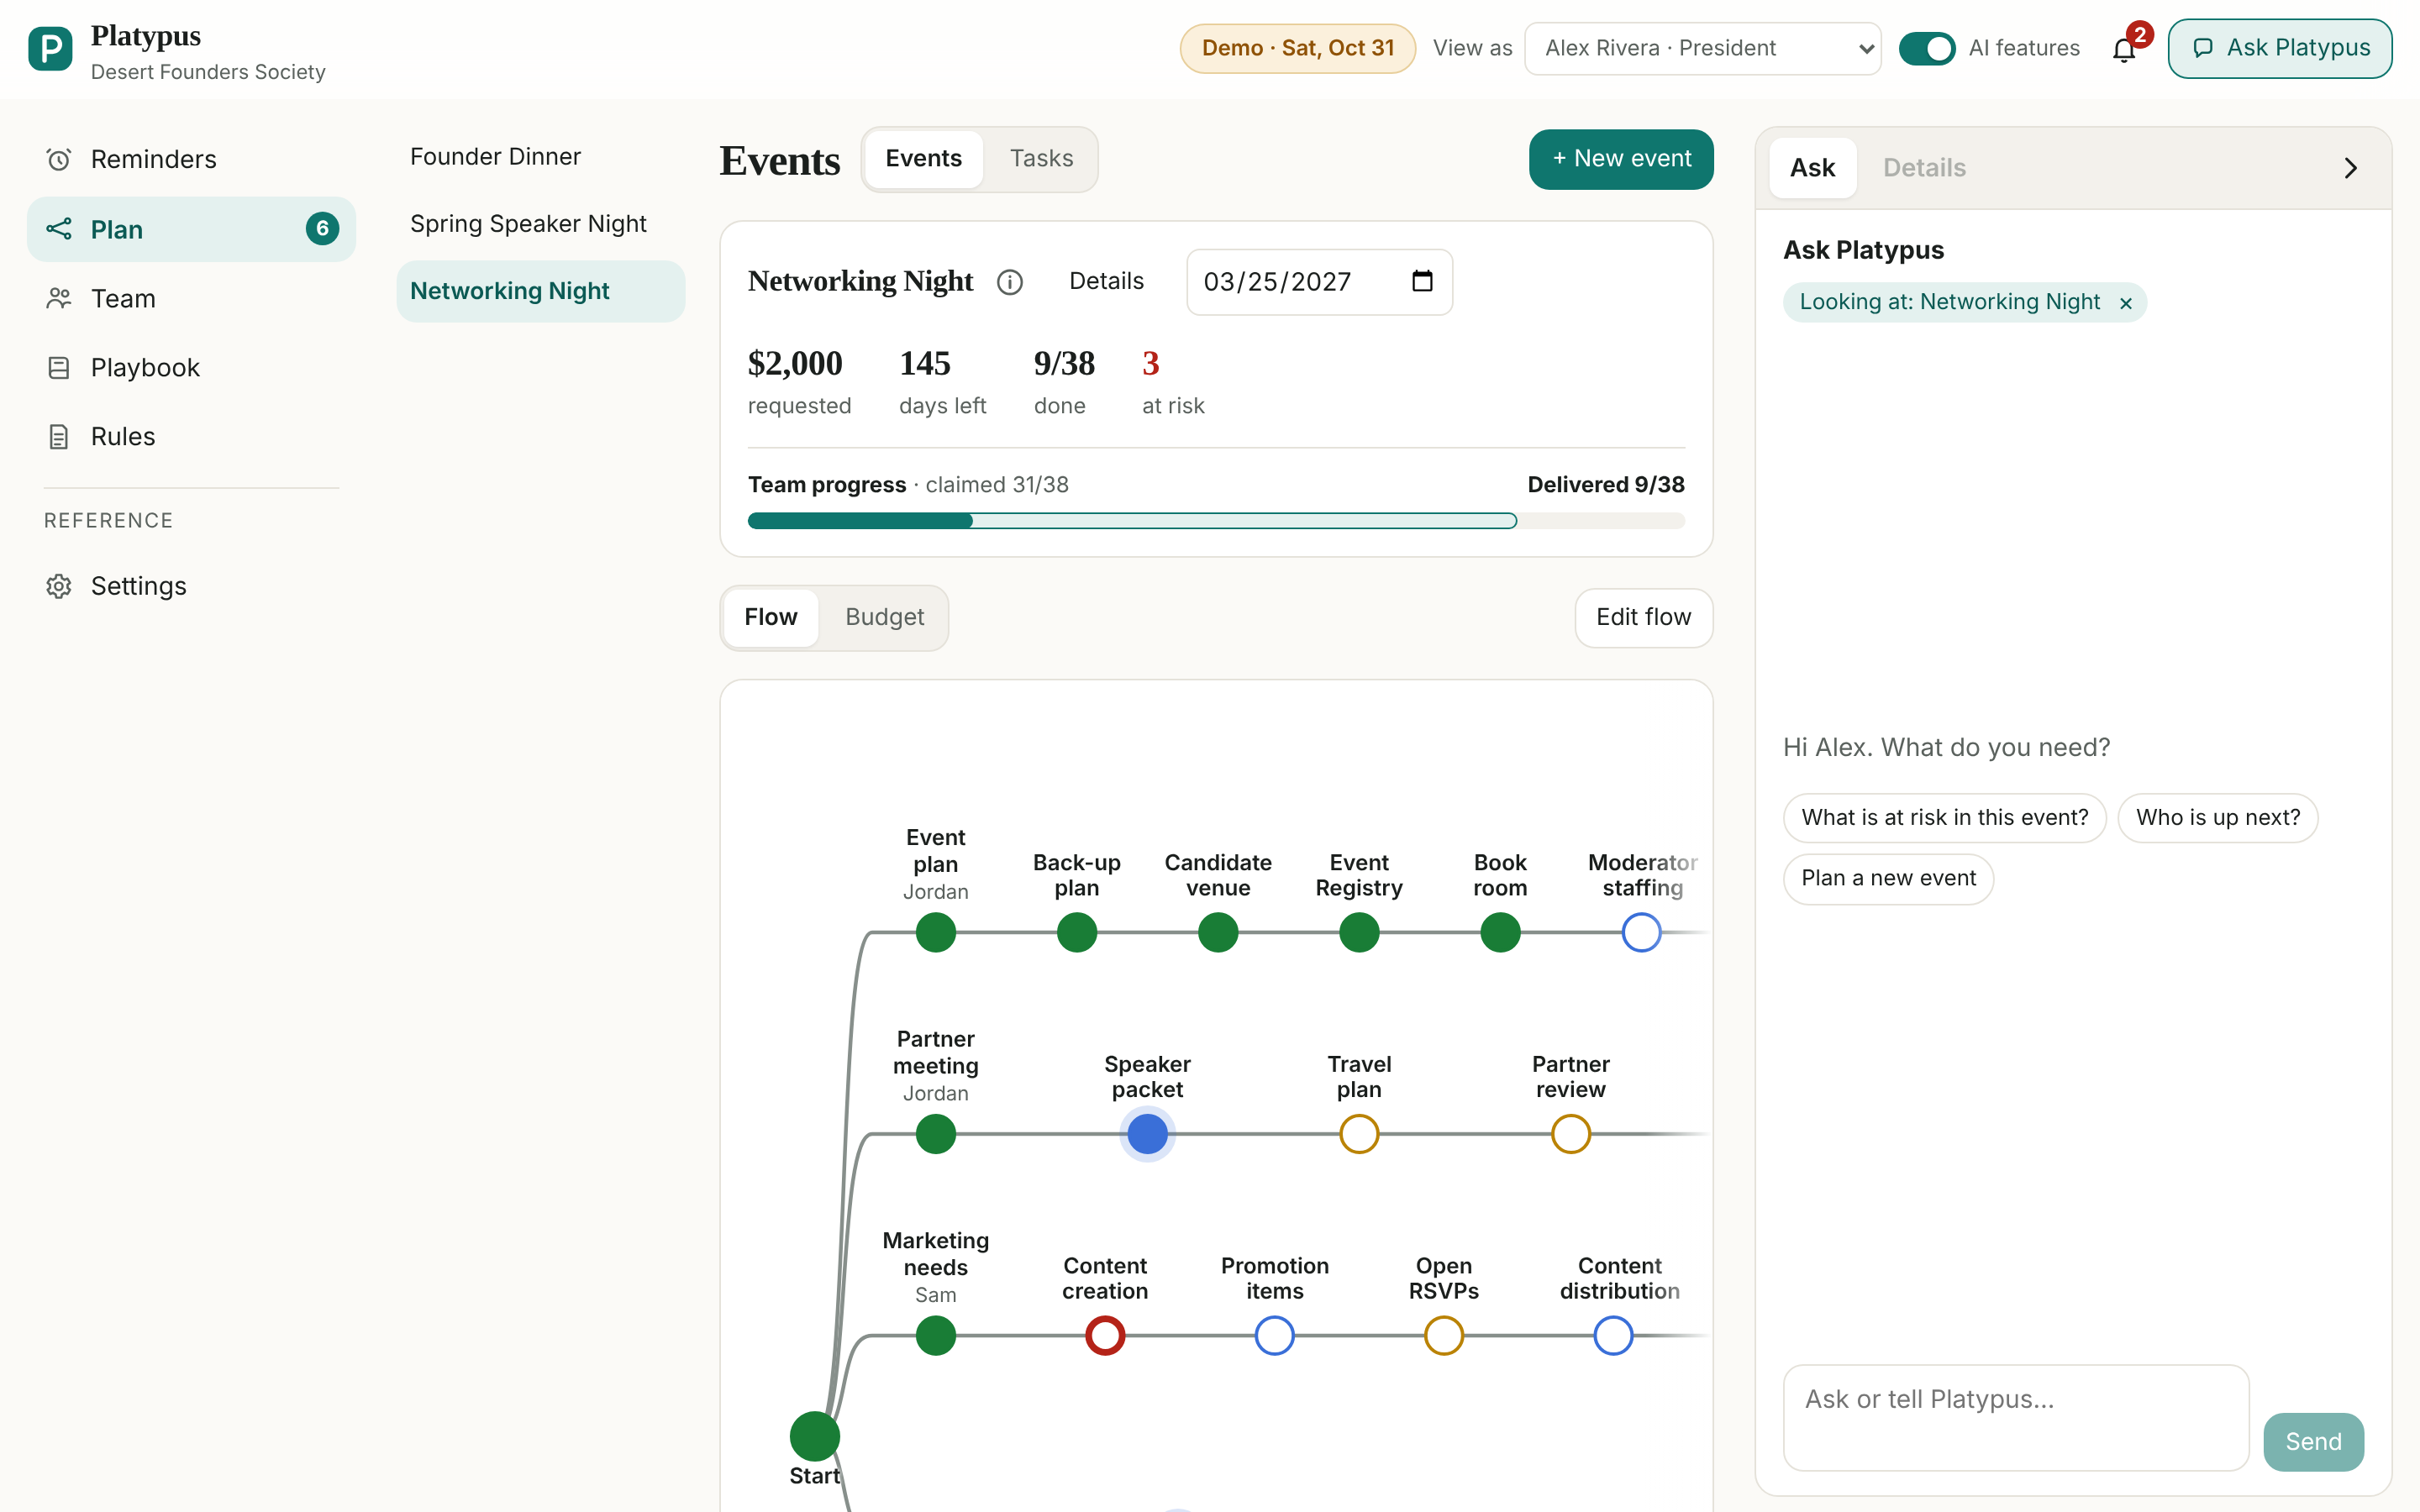 P
Platypus
Desert Founders Society
Demo · Sat, Oct 31
View as
Alex Rivera · President
AI features
2
Ask Platypus
Reminders
Plan
6
Team
Playbook
Rules
REFERENCE
Settings
Founder Dinner
Spring Speaker Night
Networking Night
Events
Events
Tasks
+ New event
Networking Night
Details
03/25/2027
$2,000
requested
145
days left
9/38
done
3
at risk
Team progress · claimed 31/38
Delivered 9/38
Flow
Budget
Edit flow
Event
plan
Jordan
Back-up
plan
Candidate
venue
Event
Registry
Book
room
Moderator
staffing
Partner
meeting
Jordan
Speaker
packet
Travel
plan
Partner
review
Marketing
needs
Sam
Content
creation
Promotion
items
Open
RSVPs
Content
distribution
Start
Ask
Details
Ask Platypus
Looking at: Networking Night ×
Hi Alex. What do you need?
What is at risk in this event?
Who is up next?
Plan a new event
Ask or tell Platypus...
Send